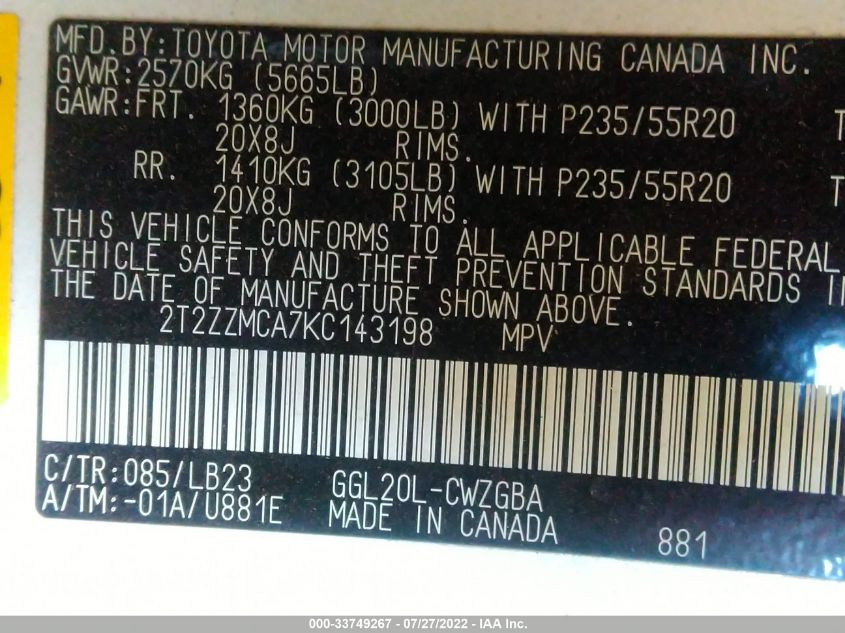 MFD.BY:TOYOTA MOTOR MANUFACTURING CANADA INC.
GVWR:2570KG (5665LB)
GAWR:FRT. 1360KG (3000LB) WITH P235/55R20
20X8J RIMS.
RR. 1410KG (3105LB) WITH P235/55R20
20X8J RIMS.
THIS VEHICLE CONFORMS TO ALL APPLICABLE FEDERAL
VEHICLE SAFETY AND THEFT PREVENTION STANDARDS
THE DATE OF MANUFACTURE SHOWN ABOVE.
2T2ZZMCA7KC143198 MPV
C/TR:085/LB23 GGL20L-CWZGBA
A/TM:-01A/U881E MADE IN CANADA 881
000-33749267 - 07/27/2022 - IAA Inc.